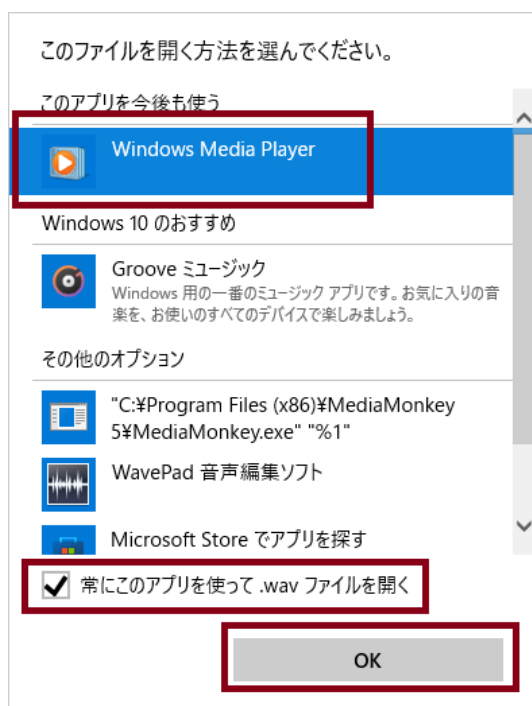 このファイルを開く方法を選んでください。
このアプリを今後も使う
Windows Media Player
Windows 10 のおすすめ
Groove ミュージック
Windows 用の一番のミュージック アプリです。お気に入りの音
楽を、お使いのすべてのデバイスで楽しみましょう。
その他のオプション
"C:¥Program Files (x86)¥MediaMonkey
5¥MediaMonkey.exe" "%1"
WavePad 音声編集ソフト
Microsoft Store でアプリを探す
常にこのアプリを使って .wav ファイルを開く
OK